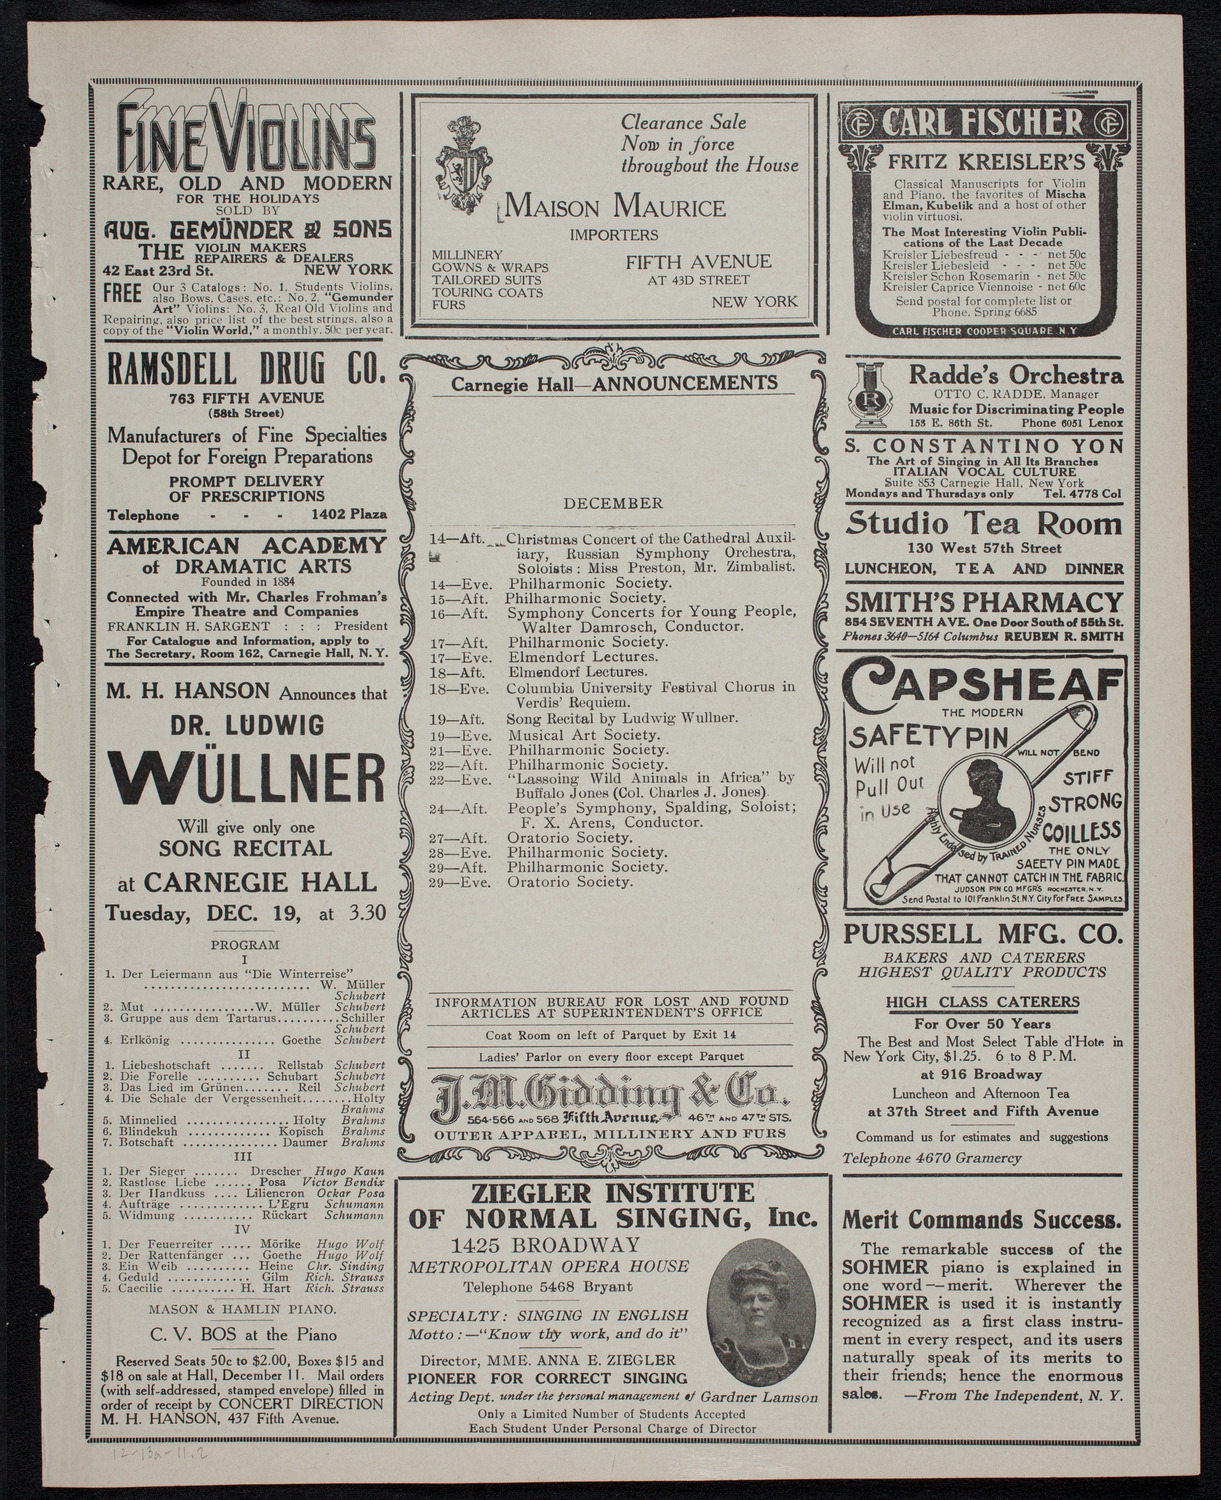 FINE VIOLINS
RARE, OLD AND MODERN
FOR THE HOLIDAYS
SOLD BY
AUG. GEMÜNDER & SONS
THE VIOLIN MAKERS
REPAIRERS & DEALERS
42 East 23rd St. NEW YORK
FREE Our 3 Catalogs: No. 1, Students Violins,
also Bows, Cases, etc.; No. 2, "Gemunder
Art" Violins; No. 3, Real Old Violins and
Repairing, also price list of the best strings, also a
copy of the "Violin World," a monthly, 50c per year.
RAMSDELL DRUG CO.
763 FIFTH AVENUE
(58th Street)
Manufacturers of Fine Specialties
Depot for Foreign Preparations
PROMPT DELIVERY
OF PRESCRIPTIONS
Telephone - - - 1402 Plaza
AMERICAN ACADEMY
of DRAMATIC ARTS
Founded in 1884
Connected with Mr. Charles Frohman's
Empire Theatre and Companies
FRANKLIN H. SARGENT : : : President
For Catalogue and Information, apply to
The Secretary, Room 162, Carnegie Hall, N. Y.
M. H. HANSON Announces that
DR. LUDWIG
WÜLLNER
Will give only one
SONG RECITAL
at CARNEGIE HALL
Tuesday, DEC. 19, at 3.30
PROGRAM
I
1. Der Leiermann aus "Die Winterreise"
........................ W. Müller
Schubert
2. Mut ...............W. Müller Schubert
3. Gruppe aus dem Tartarus.........Schiller
Schubert
4. Erlkönig .............. Goethe Schubert
II
1. Liebeshotschaft ....... Rellstab Schubert
2. Die Forelle .......... Schubart Schubert
3. Das Lied im Grünen........ Reil Schubert
4. Die Schale der Vergessenheit........Holty
Brahms
5. Minnelied ................ Holty Brahms
6. Blindekuh ............. Kopisch Brahms
7. Botschaft .............. Daumer Brahms
III
1. Der Sieger ....... Drescher Hugo Kaun
2. Rastlose Liebe ...... Posa Victor Bendix
3. Der Handkuss .... Liliencron Ockar Posa
4. Aufträge ............. L'Egru Schumann
5. Widmung ........... Rückart Schumann
IV
1. Der Feuerreiter ..... Mörike Hugo Wolf
2. Der Rattenfänger ... Goethe Hugo Wolf
3. Ein Weib .......... Heine Chr. Sinding
4. Geduld ............ Gilm Rich. Strauss
5. Caecilie .......... H. Hart Rich. Strauss
MASON & HAMLIN PIANO.
C. V. BOS at the Piano
Reserved Seats 50c to $2.00, Boxes $15 and
$18 on sale at Hall, December 11. Mail orders
(with self-addressed, stamped envelope) filled in
order of receipt by CONCERT DIRECTION
M. H. HANSON, 437 Fifth Avenue.
Clearance Sale
Now in force
throughout the House
MAISON MAURICE
IMPORTERS
MILLINERY
GOWNS & WRAPS
TAILORED SUITS
TOURING COATS
FURS
FIFTH AVENUE
AT 43D STREET
NEW YORK
Carnegie Hall—ANNOUNCEMENTS
DECEMBER
14—Aft. Christmas Concert of the Cathedral Auxil-
iary, Russian Symphony Orchestra,
Soloists: Miss Preston, Mr. Zimbalist.
14—Eve. Philharmonic Society.
15—Aft. Philharmonic Society.
16—Aft. Symphony Concerts for Young People,
Walter Damrosch, Conductor.
17—Aft. Philharmonic Society.
17—Eve. Elmendorf Lectures.
18—Aft. Elmendorf Lectures.
18—Eve. Columbia University Festival Chorus in
Verdis' Requiem.
19—Aft. Song Recital by Ludwig Wullner.
19—Eve. Musical Art Society.
21—Eve. Philharmonic Society.
22—Aft. Philharmonic Society.
22—Eve. "Lassoing Wild Animals in Africa" by
Buffalo Jones (Col. Charles J. Jones).
24—Aft. People's Symphony, Spalding, Soloist;
F. X. Arens, Conductor.
27—Aft. Oratorio Society.
28—Eve. Philharmonic Society.
29—Aft. Philharmonic Society.
29—Eve. Oratorio Society.
INFORMATION BUREAU FOR LOST AND FOUND
ARTICLES AT SUPERINTENDENT'S OFFICE
Coat Room on left of Parquet by Exit 14
Ladies' Parlor on every floor except Parquet
J.M. Gidding & Co.
564-566 AND 568 Fifth Avenue, 46TH AND 47TH STS.
OUTER APPAREL, MILLINERY AND FURS
ZIEGLER INSTITUTE
OF NORMAL SINGING, Inc.
1425 BROADWAY
METROPOLITAN OPERA HOUSE
Telephone 5468 Bryant
SPECIALTY: SINGING IN ENGLISH
Motto:—"Know thy work, and do it"
Director, MME. ANNA E. ZIEGLER
PIONEER FOR CORRECT SINGING
Acting Dept. under the personal management of Gardner Lamson
Only a Limited Number of Students Accepted
Each Student Under Personal Charge of Director
CF CARL FISCHER CF
FRITZ KREISLER'S
Classical Manuscripts for Violin
and Piano, the favorites of Mischa
Elman, Kubelik and a host of other
violin virtuosi.
The Most Interesting Violin Publi-
cations of the Last Decade
Kreisler Liebesfreud - - - net 50c
Kreisler Liebesleid - - net 50c
Kreisler Schon Rosemarin - net 50c
Kreisler Caprice Viennoise - net 60c
Send postal for complete list or
Phone, Spring 6685
CARL FISCHER COOPER SQUARE N.Y
R
Radde's Orchestra
OTTO C. RADDE, Manager
Music for Discriminating People
153 E. 86th St. Phone 6051 Lenox
S. CONSTANTINO YON
The Art of Singing in All Its Branches
ITALIAN VOCAL CULTURE
Suite 853 Carnegie Hall, New York
Mondays and Thursdays only Tel. 4778 Col
Studio Tea Room
130 West 57th Street
LUNCHEON, TEA AND DINNER
SMITH'S PHARMACY
854 SEVENTH AVE. One Door South of 55th St.
Phones 3640—5164 Columbus REUBEN R. SMITH
CAPSHEAF
THE MODERN
SAFETY PIN
WILL NOT BEND
Will not
Pull Out
in Use
STIFF
STRONG
COILLESS
Highly Endorsed by TRAINED NURSES
THE ONLY
SAFETY PIN MADE
THAT CANNOT CATCH IN THE FABRIC.
JUDSON PIN CO. MFGR'S ROCHESTER, N.Y.
Send Postal to 101 Franklin St. N.Y. City For FREE SAMPLES.
PURSSELL MFG. CO.
BAKERS AND CATERERS
HIGHEST QUALITY PRODUCTS
HIGH CLASS CATERERS
For Over 50 Years
The Best and Most Select Table d'Hote in
New York City, $1.25. 6 to 8 P. M.
at 916 Broadway
Luncheon and Afternoon Tea
at 37th Street and Fifth Avenue
Command us for estimates and suggestions
Telephone 4670 Gramercy
Merit Commands Success.
The remarkable success of the
SOHMER piano is explained in
one word—merit. Wherever the
SOHMER is used it is instantly
recognized as a first class instru-
ment in every respect, and its users
naturally speak of its merits to
their friends; hence the enormous
sales. —From The Independent, N. Y.
12-13a-11.2